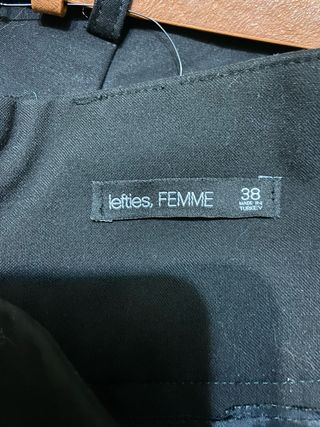 lefties, FEMME
38
MADE IN
TURKEY